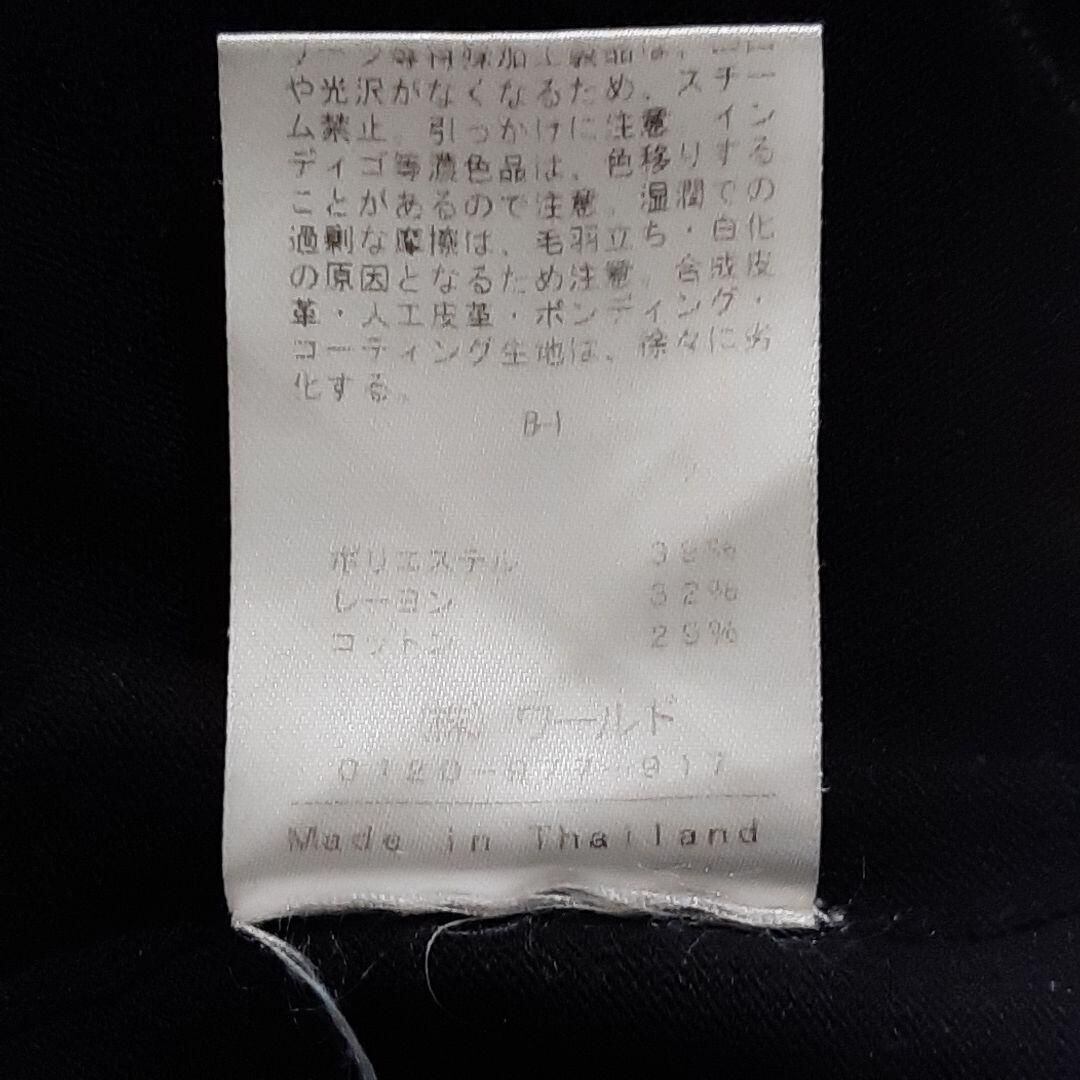 や光沢がなくなるため、スチー
ム禁止。引っかけに注意。イン
ディゴ等濃色品は、色移りする
ことがあるので注意。湿潤での
過剰な摩擦は、毛羽立ち・白化
の原因となるため注意。合成皮
革・人工皮革・ボンディング・
コーティング生地は、徐々に劣
化する。
B-1
ポリエステル
レーヨン 32%
コットン
㈱ ワールド
Made in Thailand